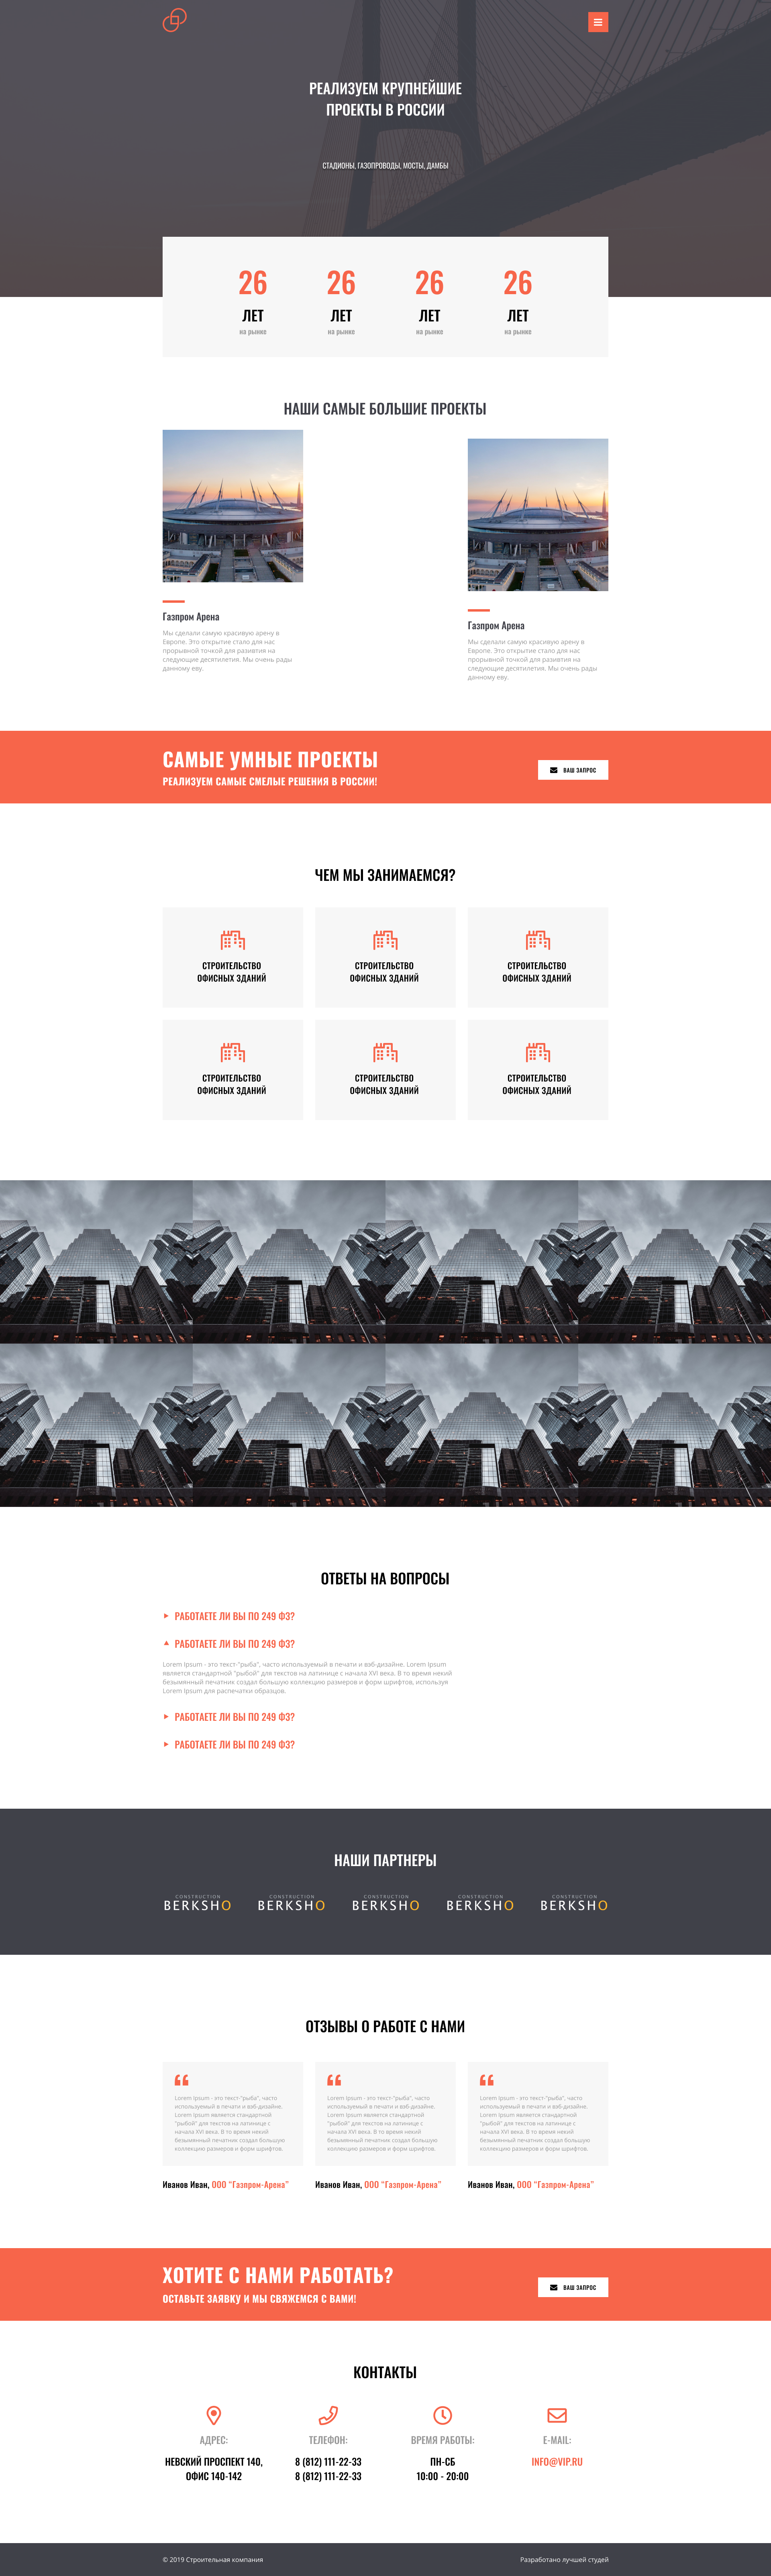 РЕАЛИЗУЕМ КРУПНЕЙШИЕ
ПРОЕКТЫ В РОССИИ
СТАДИОНЫ, ГАЗОПРОВОДЫ, МОСТЫ, ДАМБЫ
26 26 26 26
ЛЕТ ЛЕТ ЛЕТ ЛЕТ
на рынке на рынке на рынке на рынке
НАШИ САМЫЕ БОЛЬШИЕ ПРОЕКТЫ
Газпром Арена
Мы сделали самую красивую арену в
Европе. Это открытие стало для нас
прорывной точкой для развития на
следующие десятилетия. Мы очень рады
данному еву.
Газпром Арена
Мы сделали самую красивую арену в
Европе. Это открытие стало для нас
прорывной точкой для развития на
следующие десятилетия. Мы очень рады
данному еву.
САМЫЕ УМНЫЕ ПРОЕКТЫ
РЕАЛИЗУЕМ САМЫЕ СМЕЛЫЕ РЕШЕНИЯ В РОССИИ!
ВАШ ЗАПРОС
ЧЕМ МЫ ЗАНИМАЕМСЯ?
СТРОИТЕЛЬСТВО
ОФИСНЫХ ЗДАНИЙ
СТРОИТЕЛЬСТВО
ОФИСНЫХ ЗДАНИЙ
СТРОИТЕЛЬСТВО
ОФИСНЫХ ЗДАНИЙ
СТРОИТЕЛЬСТВО
ОФИСНЫХ ЗДАНИЙ
СТРОИТЕЛЬСТВО
ОФИСНЫХ ЗДАНИЙ
СТРОИТЕЛЬСТВО
ОФИСНЫХ ЗДАНИЙ
ОТВЕТЫ НА ВОПРОСЫ
РАБОТАЕТЕ ЛИ ВЫ ПО 249 ФЗ?
РАБОТАЕТЕ ЛИ ВЫ ПО 249 ФЗ?
Lorem Ipsum - это текст-"рыба", часто используемый в печати и вэб-дизайне. Lorem Ipsum
является стандартной "рыбой" для текстов на латинице с начала XVI века. В то время некий
безымянный печатник создал большую коллекцию размеров и форм шрифтов, используя
Lorem Ipsum для распечатки образцов.
РАБОТАЕТЕ ЛИ ВЫ ПО 249 ФЗ?
РАБОТАЕТЕ ЛИ ВЫ ПО 249 ФЗ?
НАШИ ПАРТНЕРЫ
CONSTRUCTION CONSTRUCTION CONSTRUCTION CONSTRUCTION CONSTRUCTION
BERKSHO BERKSHO BERKSHO BERKSHO BERKSHO
ОТЗЫВЫ О РАБОТЕ С НАМИ
Lorem Ipsum - это текст-"рыба", часто
используемый в печати и вэб-дизайне.
Lorem Ipsum является стандартной
"рыбой" для текстов на латинице с
начала XVI века. В то время некий
безымянный печатник создал большую
коллекцию размеров и форм шрифтов.
Иванов Иван, ООО “Газпром-Арена”
Lorem Ipsum - это текст-"рыба", часто
используемый в печати и вэб-дизайне.
Lorem Ipsum является стандартной
"рыбой" для текстов на латинице с
начала XVI века. В то время некий
безымянный печатник создал большую
коллекцию размеров и форм шрифтов.
Иванов Иван, ООО “Газпром-Арена”
Lorem Ipsum - это текст-"рыба", часто
используемый в печати и вэб-дизайне.
Lorem Ipsum является стандартной
"рыбой" для текстов на латинице с
начала XVI века. В то время некий
безымянный печатник создал большую
коллекцию размеров и форм шрифтов.
Иванов Иван, ООО “Газпром-Арена”
ХОТИТЕ С НАМИ РАБОТАТЬ?
ОСТАВЬТЕ ЗАЯВКУ И МЫ СВЯЖЕМСЯ С ВАМИ!
ВАШ ЗАПРОС
КОНТАКТЫ
АДРЕС:
НЕВСКИЙ ПРОСПЕКТ 140,
ОФИС 140-142
ТЕЛЕФОН:
8 (812) 111-22-33
8 (812) 111-22-33
ВРЕМЯ РАБОТЫ:
ПН-СБ
10:00 - 20:00
E-MAIL:
INFO@VIP.RU
© 2019 Строительная компания
Разработано лучшей студей